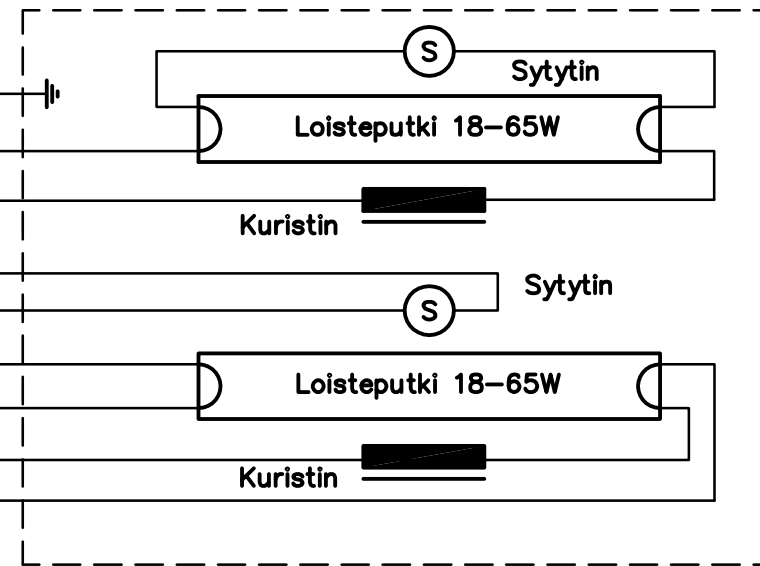 S
Sytytin
Loisteputki 18-65W
Kuristin
Sytytin
S
Loisteputki 18-65W
Kuristin